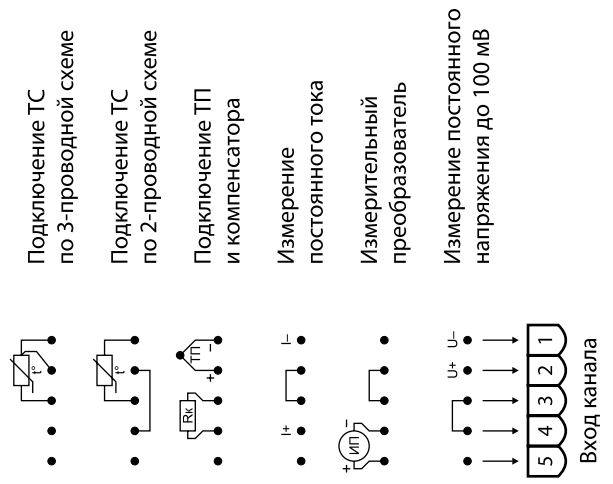 Подключение ТС
по 3-проводной схеме
t°
Подключение ТС
по 2-проводной схеме
t°
Подключение ТП
и компенсатора
Rк
+
ТП
–
Измерение
постоянного тока
I+
I–
Измерительный
преобразователь
+
ИП
–
Измерение постоянного
напряжения до 100 мВ
U+
U–
5
4
3
2
1
Вход канала